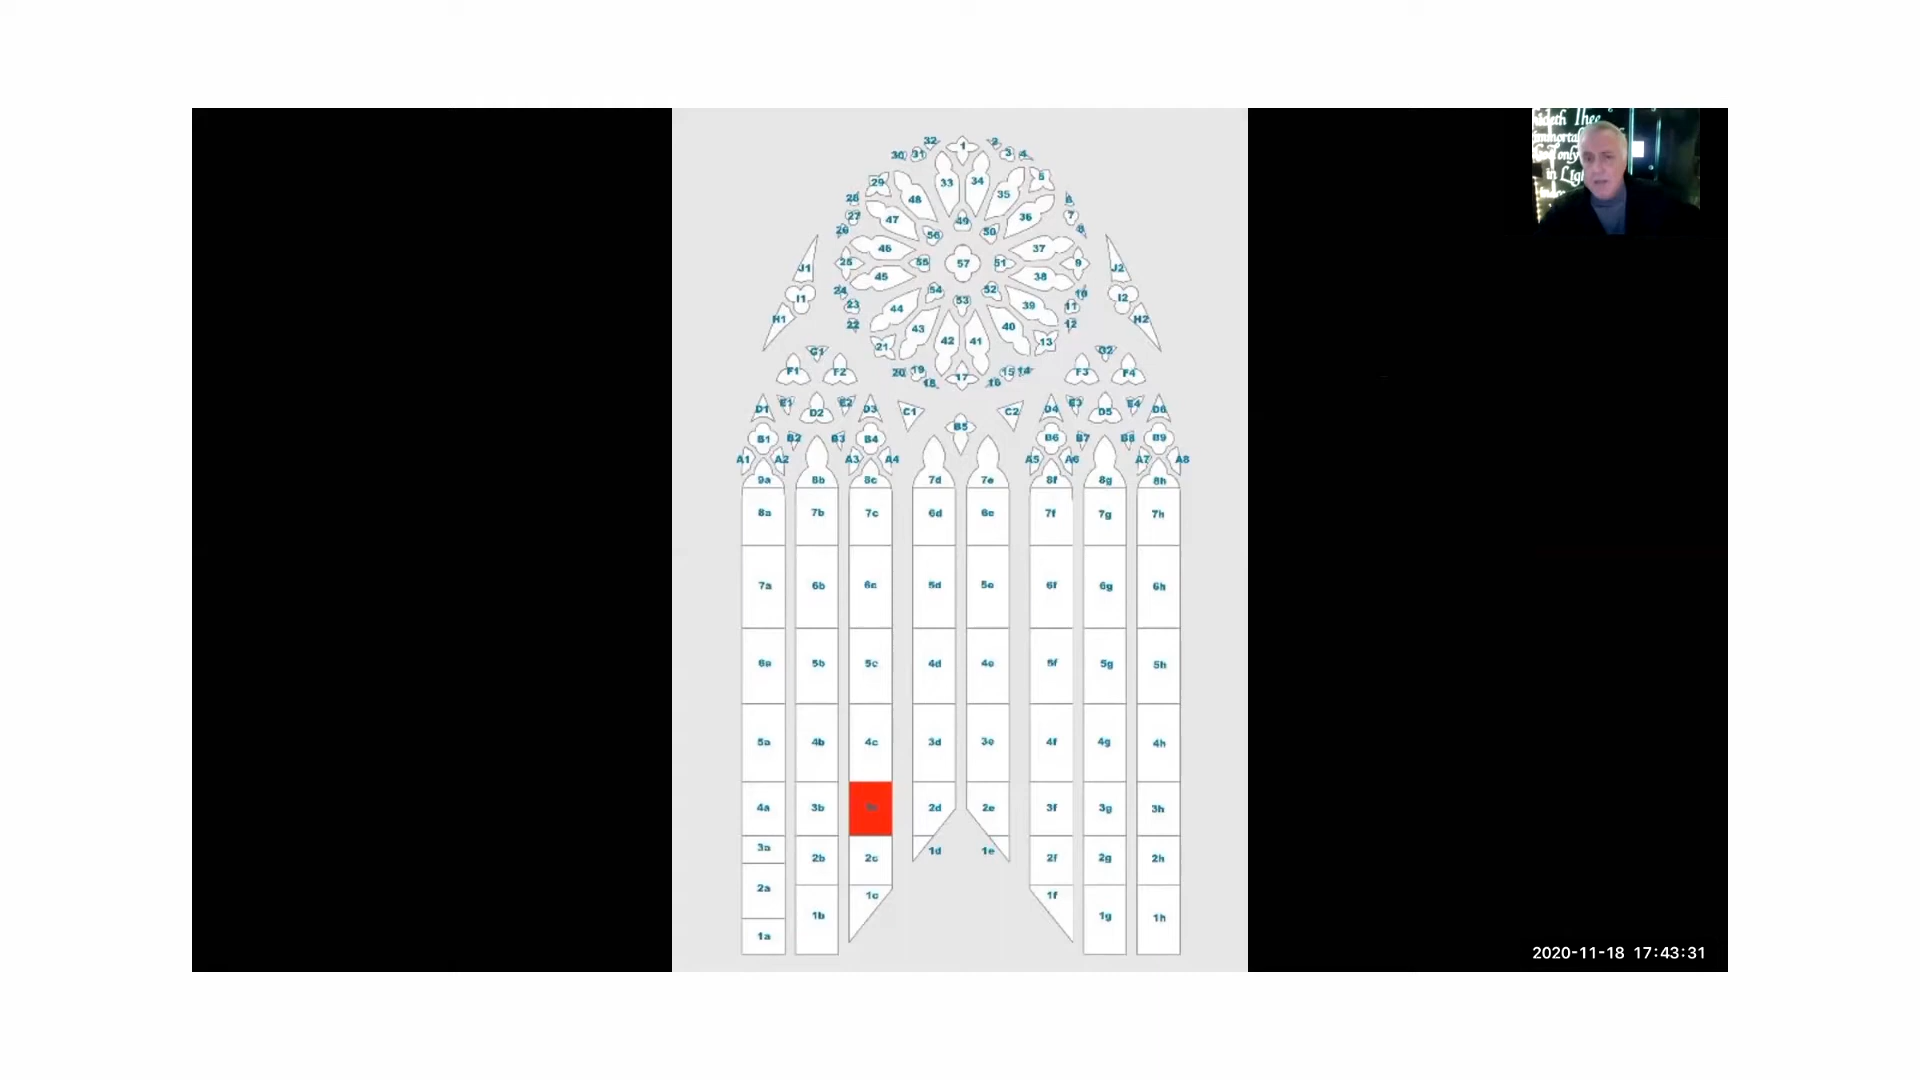 32 1 2
30 31 3 4
29 33 34 5
28 48 35 6
27 47 49 36 7
26 56 50 8
46 37
25 55 57 51 9
J1 45 38 J2
24 54 52 10
I1 23 44 53 39 11 I2
H1 22 43 40 12 H2
21 42 41 13
G1 G2
F1 F2 20 19 17 15 14 F3 F4
18 16
D1 E1 D2 E2 D3 C1 C2 D4 E3 D5 E4 D6
B1 B2 B3 B4 B5 B6 B7 B8 B9
A1 A2 A3 A4 A5 A6 A7 A8
9a 8b 8c 7d 7e 8f 8g 8h
8a 7b 7c 6d 6e 7f 7g 7h
7a 6b 6c 5d 5e 6f 6g 6h
6a 5b 5c 4d 4e 5f 5g 5h
5a 4b 4c 3d 3e 4f 4g 4h
4a 3b 2d 2e 3f 3g 3h
3a 2b 2c 1d 1e 2f 2g 2h
2a 1c 1f
1b 1g 1h
1a
Thee
immortal
only
in Lig
2020-11-18 17:43:31